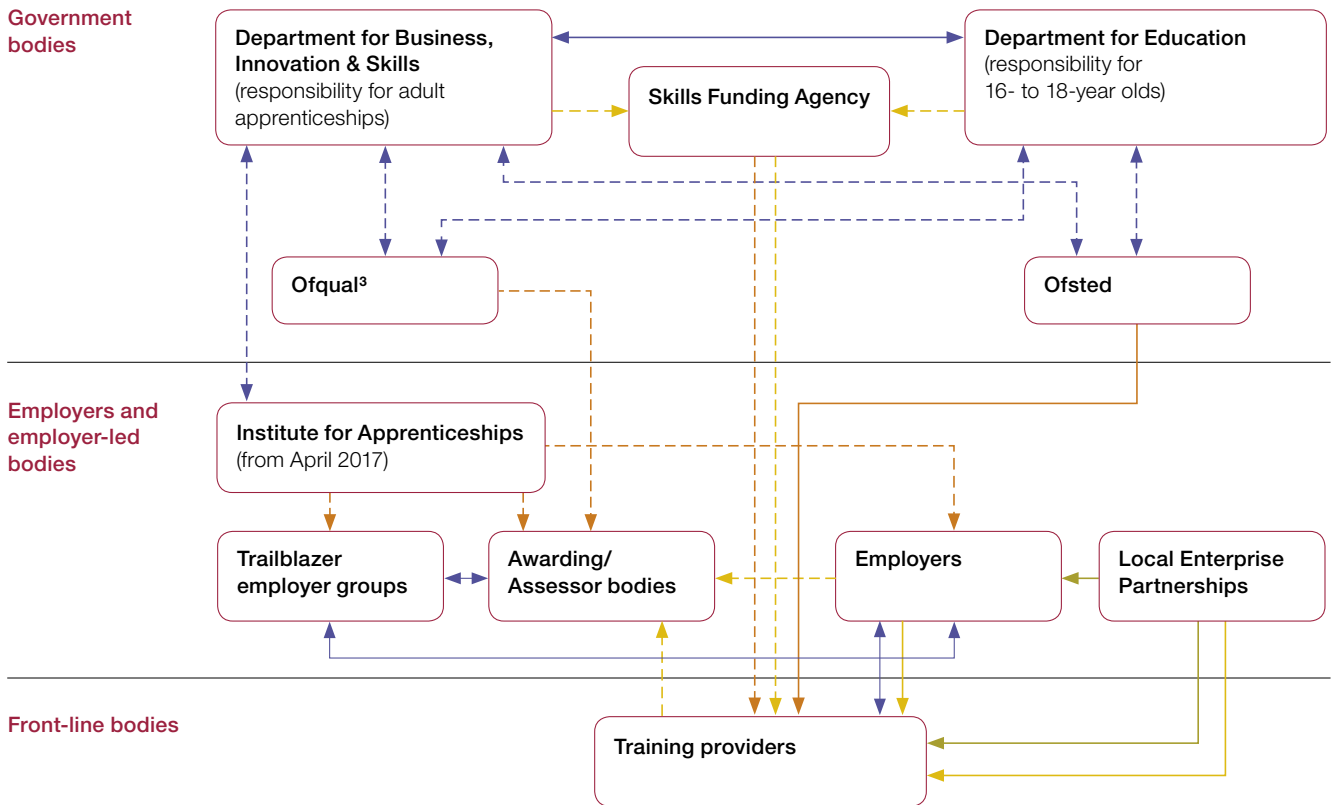 Government
bodies
Department for Business,
Innovation & Skills
(responsibility for adult
apprenticeships)
Skills Funding Agency
Department for Education
(responsibility for
16- to 18-year olds)
Ofqual³
Ofsted
Employers and
employer-led
bodies
Institute for Apprenticeships
(from April 2017)
Trailblazer
employer groups
Awarding/
Assessor bodies
Employers
Local Enterprise
Partnerships
Front-line bodies
Training providers